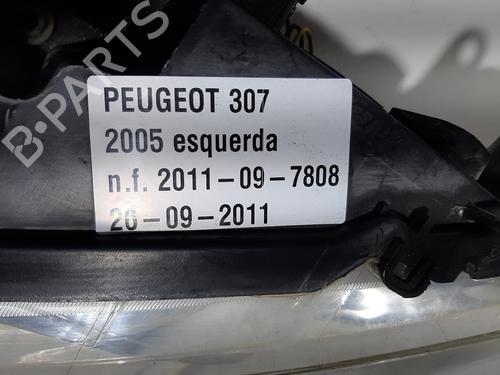 B-PARTS
PEUGEOT 307
2005 esquerda
n.f. 2011-09-7808
26-09-2011